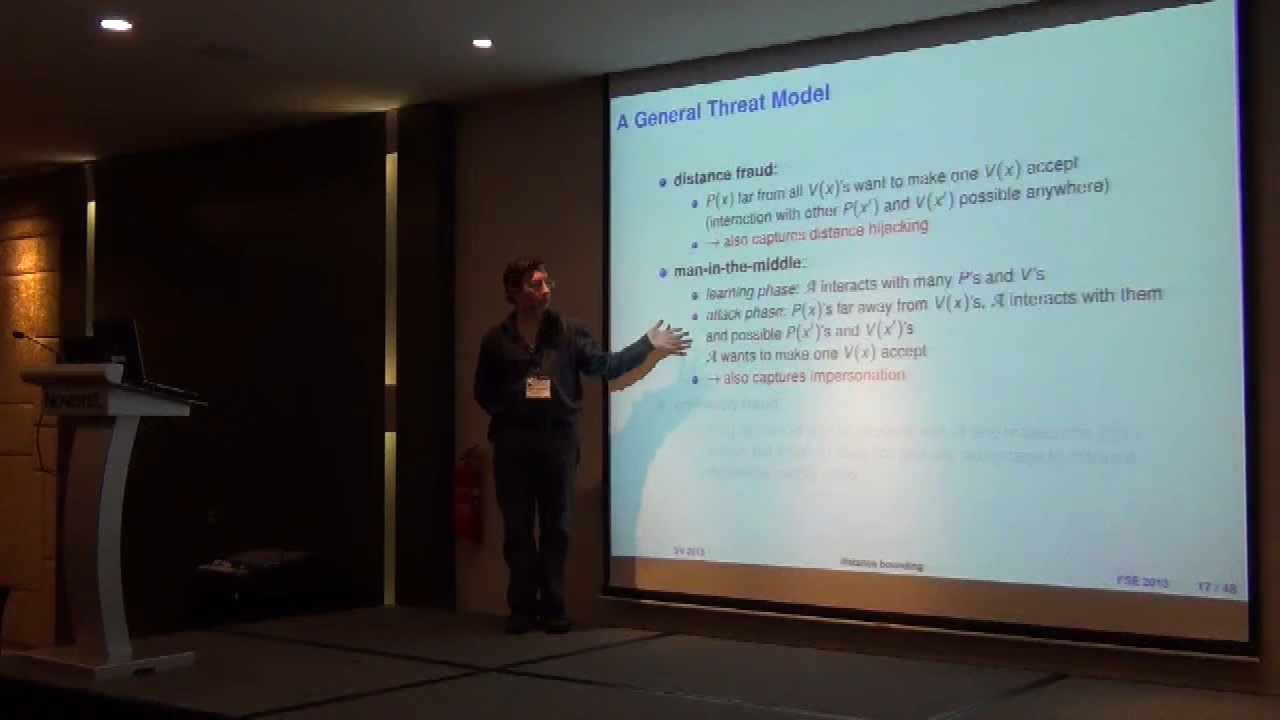 A General Threat Model
distance fraud:
P(x) far from all V(x)'s want to make one V(x) accept
(interaction with other P(x') and V(x') possible anywhere)
→ also captures distance hijacking
man-in-the-middle:
learning phase: 𝒜 interacts with many P's and V's
attack phase: P(x)'s far away from V(x)'s, 𝒜 interacts with them
and possible P(x')'s and V(x')'s
𝒜 wants to make one V(x) accept
→ also captures impersonation
SV 2013
distance bounding
FSE 2013
17 / 48
NOVOTEL